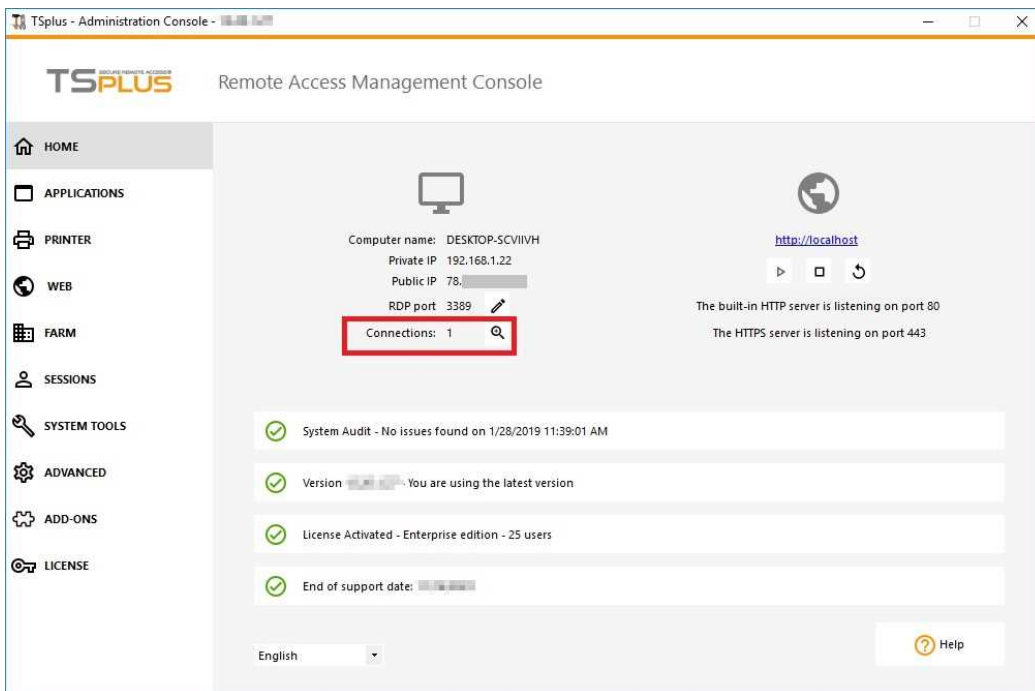 TSplus - Administration Console -
TSPLUS
SECURE REMOTE ACCESS
Remote Access Management Console
HOME
APPLICATIONS
PRINTER
WEB
FARM
SESSIONS
SYSTEM TOOLS
ADVANCED
ADD-ONS
LICENSE
Computer name: DESKTOP-SCVIIVH
Private IP 192.168.1.22
Public IP 78.
RDP port 3389
Connections: 1
http://localhost
The built-in HTTP server is listening on port 80
The HTTPS server is listening on port 443
System Audit - No issues found on 1/28/2019 11:39:01 AM
Version - You are using the latest version
License Activated - Enterprise edition - 25 users
End of support date:
English
Help